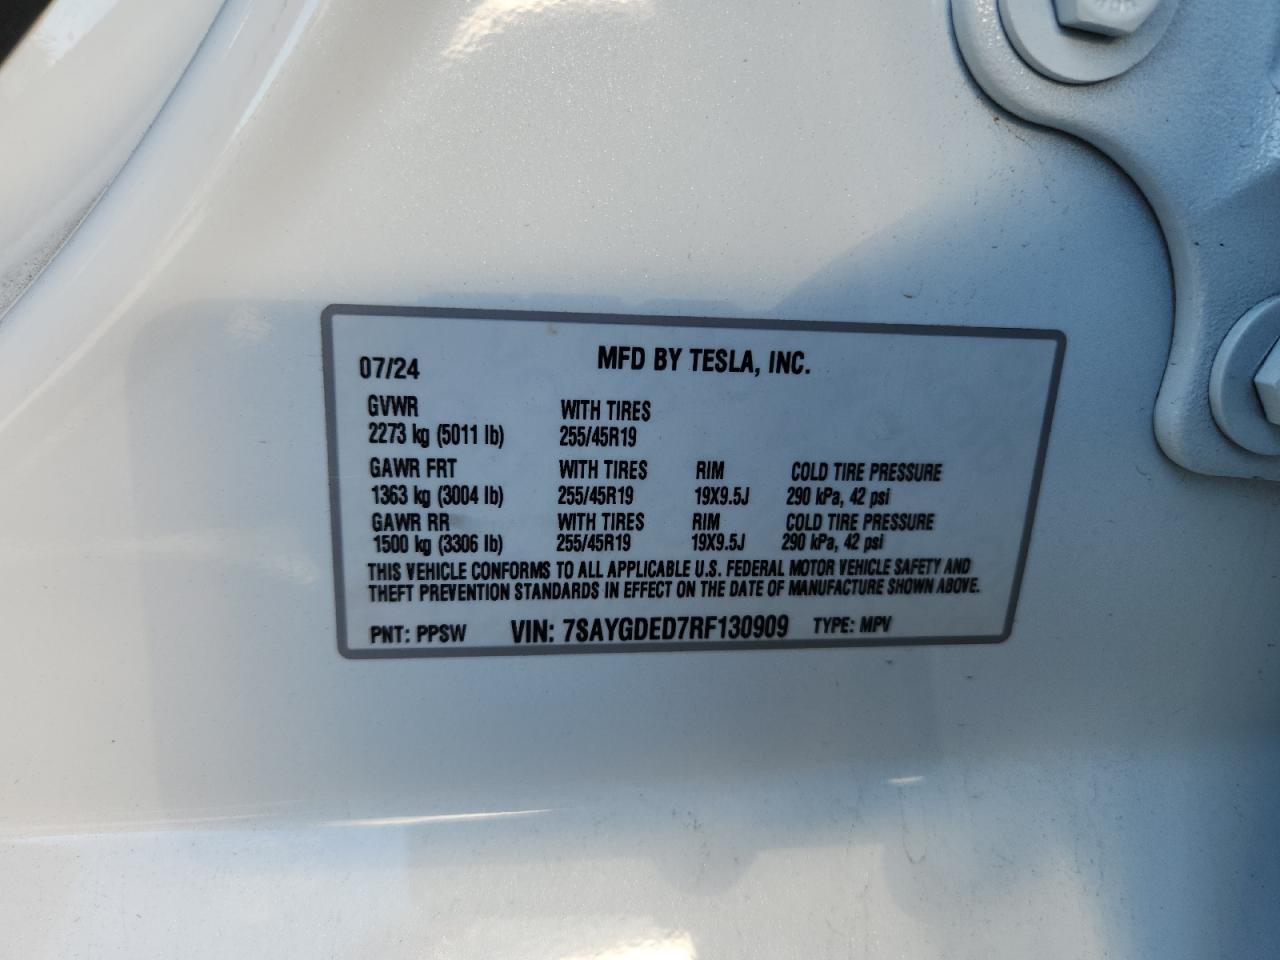 07/24 MFD BY TESLA, INC.
GVWR WITH TIRES
2273 kg (5011 lb) 255/45R19
GAWR FRT WITH TIRES RIM COLD TIRE PRESSURE
1363 kg (3004 lb) 255/45R19 19X9.5J 290 kPa, 42 psi
GAWR RR WITH TIRES RIM COLD TIRE PRESSURE
1500 kg (3306 lb) 255/45R19 19X9.5J 290 kPa, 42 psi
THIS VEHICLE CONFORMS TO ALL APPLICABLE U.S. FEDERAL MOTOR VEHICLE SAFETY AND
THEFT PREVENTION STANDARDS IN EFFECT ON THE DATE OF MANUFACTURE SHOWN ABOVE.
PNT: PPSW VIN: 7SAYGDED7RF130909 TYPE: MPV